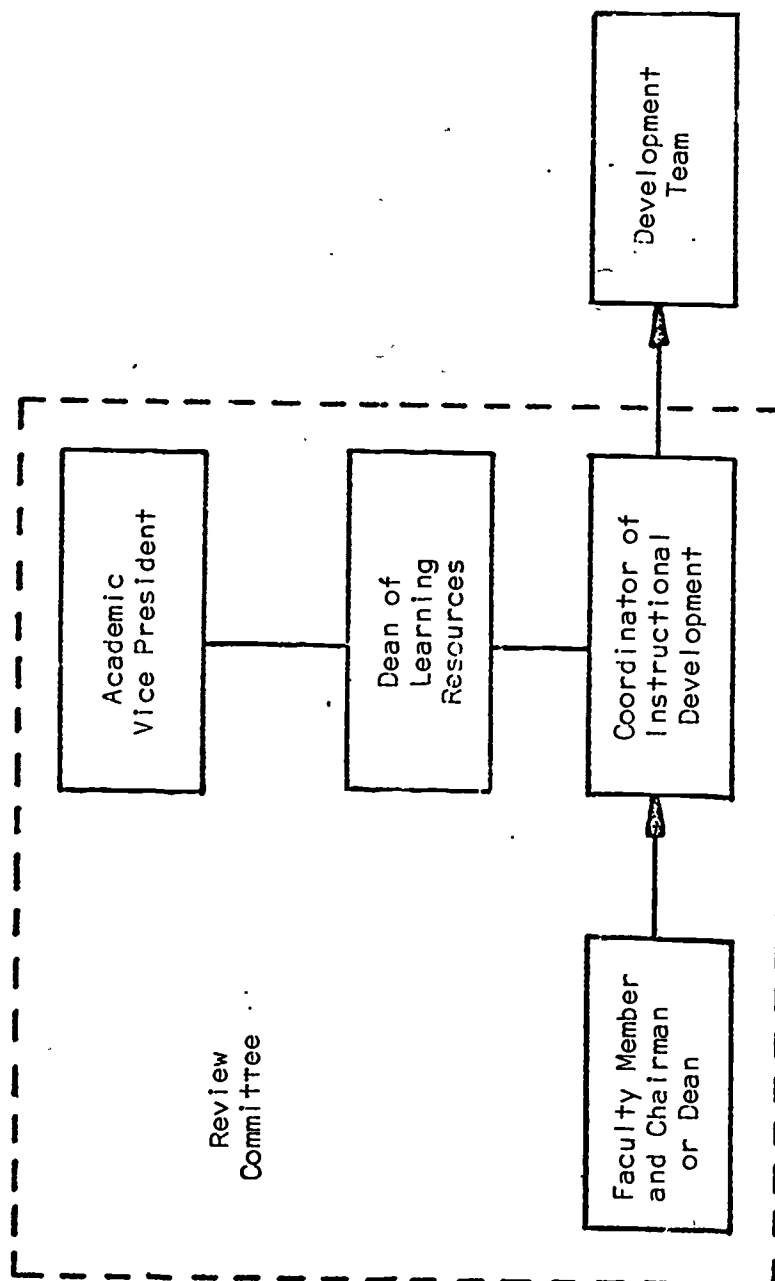 Academic
Vice President
Review
Committee
Dean of
Learning
Resources
Faculty Member
and Chairman
or Dean
Coordinator of
Instructional
Development
Development
Team